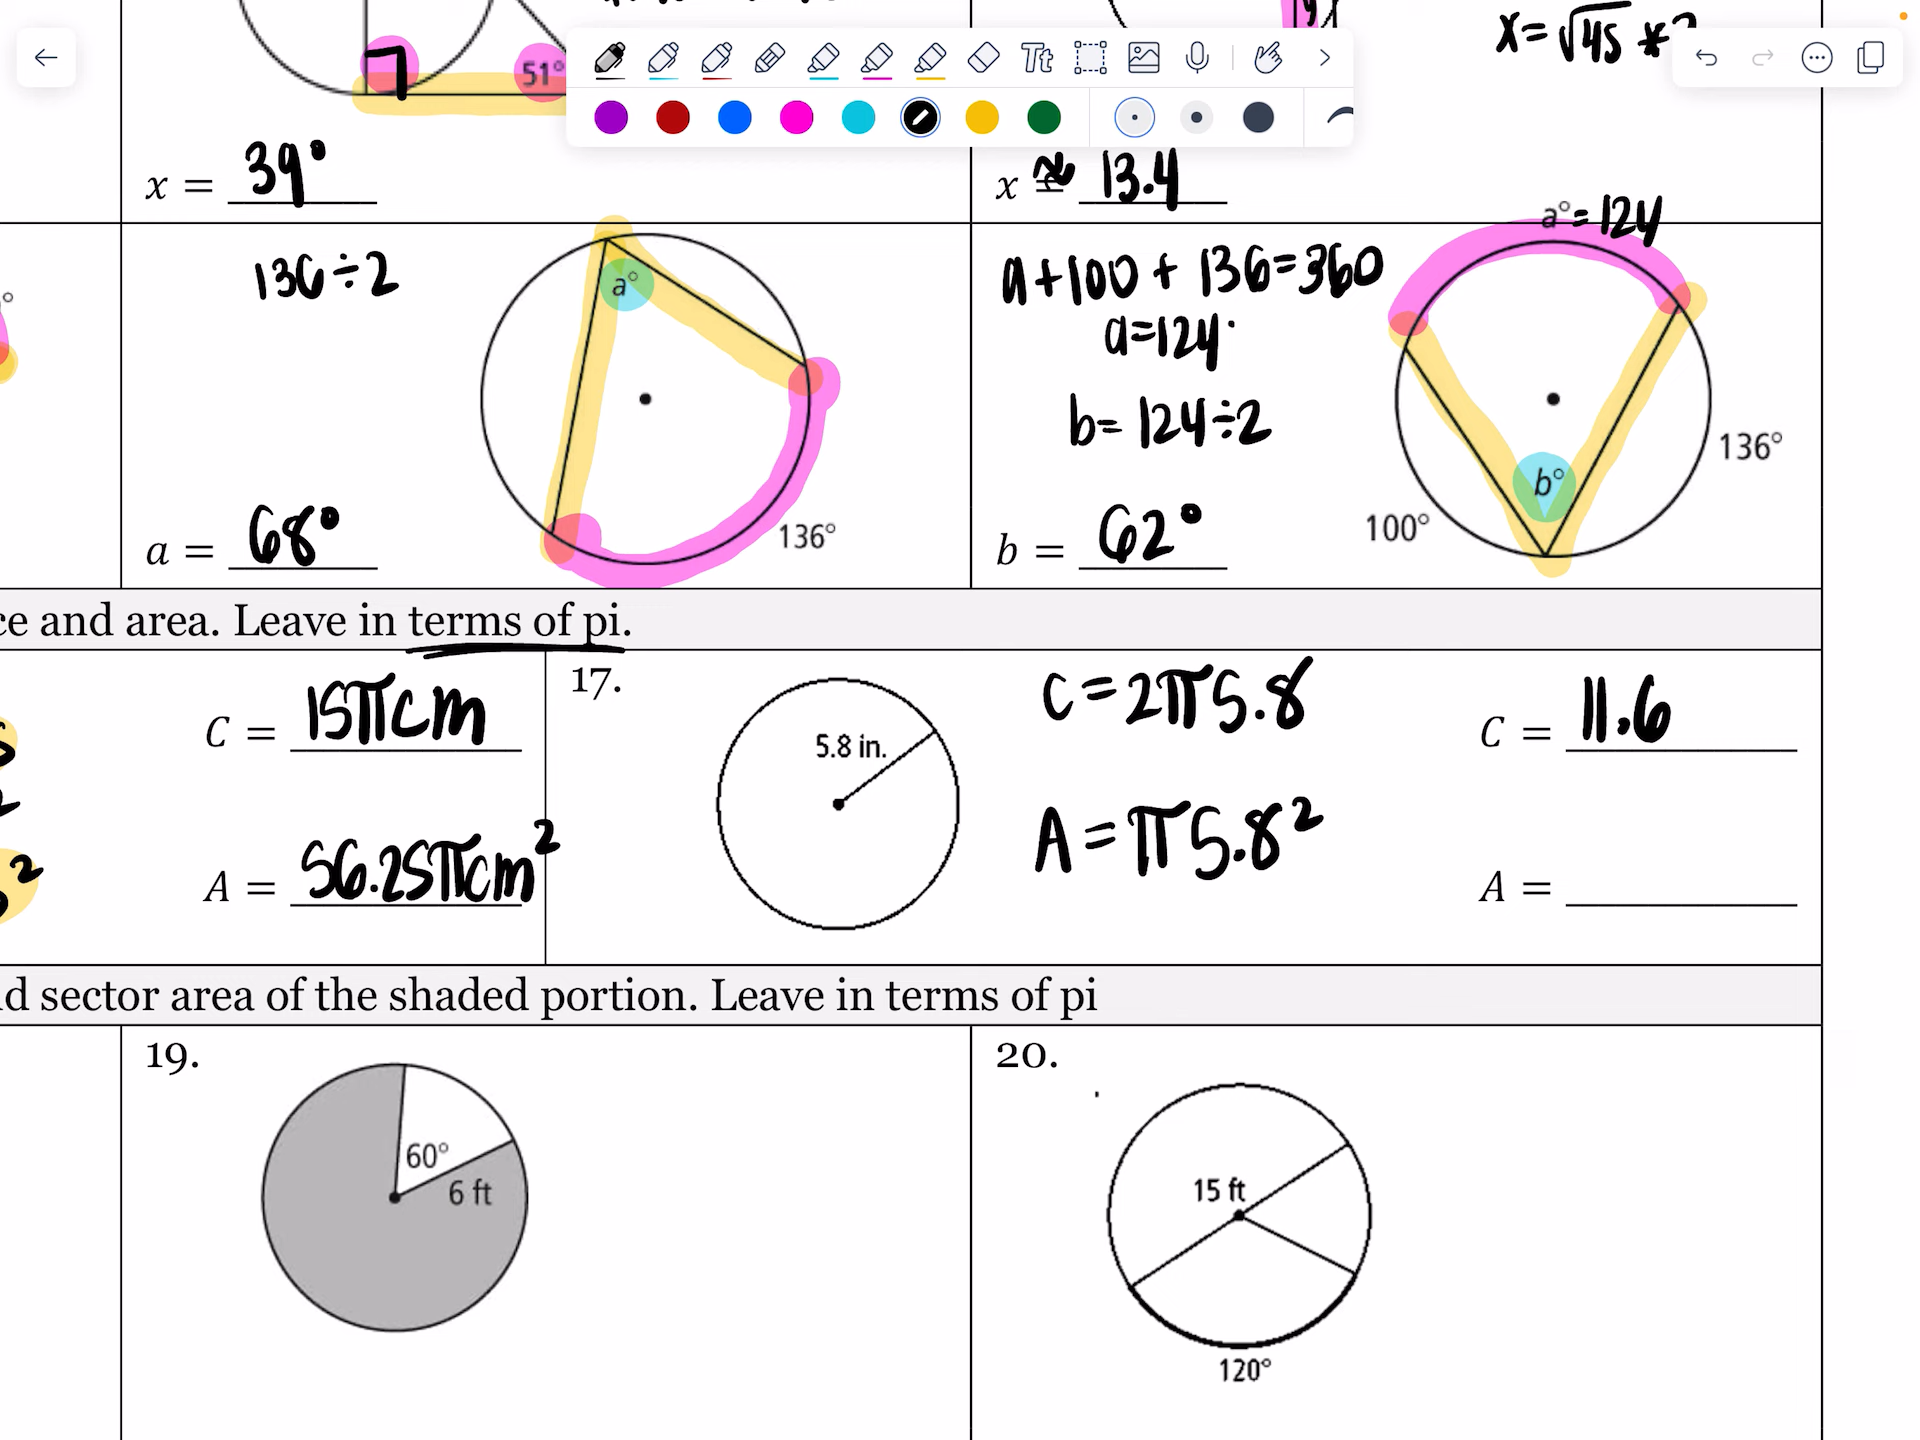 51°
x = √45 *
x = 39°
x ≈ 13.4
136÷2
a°
136°
a = 68°
a° = 124
a+100 + 136=360
a=124
b= 124÷2
b°
136°
100°
b = 62°
ce and area. Leave in terms of pi.
C = 15πcm
A = 56.25πcm²
17.
5.8 in.
C = 2π5.8
A = π5.8²
C = 11.6
A =
d sector area of the shaded portion. Leave in terms of pi
19.
60°
6 ft
20.
15 ft
120°